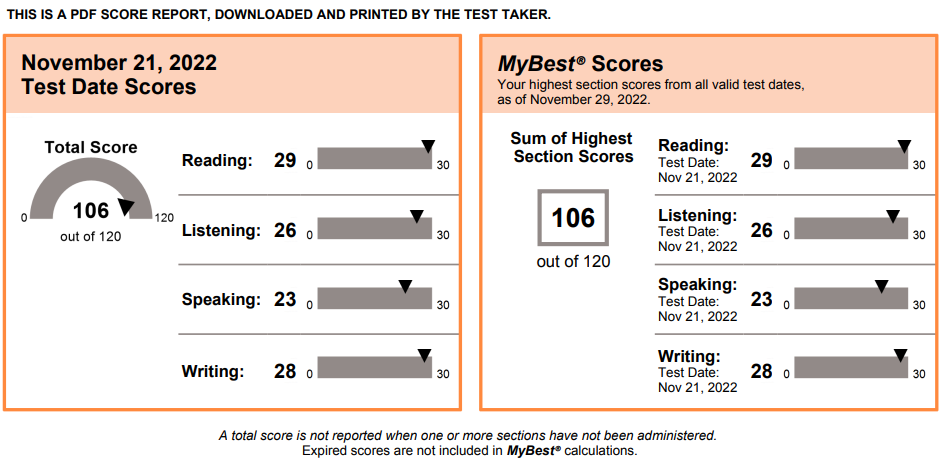 THIS IS A PDF SCORE REPORT, DOWNLOADED AND PRINTED BY THE TEST TAKER.
November 21, 2022
Test Date Scores
Total Score
0
106
120
out of 120
Reading: 29 0 30
Listening: 26 0 30
Speaking: 23 0 30
Writing: 28 0 30
MyBest® Scores
Your highest section scores from all valid test dates,
as of November 29, 2022.
Sum of Highest
Section Scores
106
out of 120
Reading:
Test Date:
Nov 21, 2022
29 0 30
Listening:
Test Date:
Nov 21, 2022
26 0 30
Speaking:
Test Date:
Nov 21, 2022
23 0 30
Writing:
Test Date:
Nov 21, 2022
28 0 30
A total score is not reported when one or more sections have not been administered.
Expired scores are not included in MyBest® calculations.